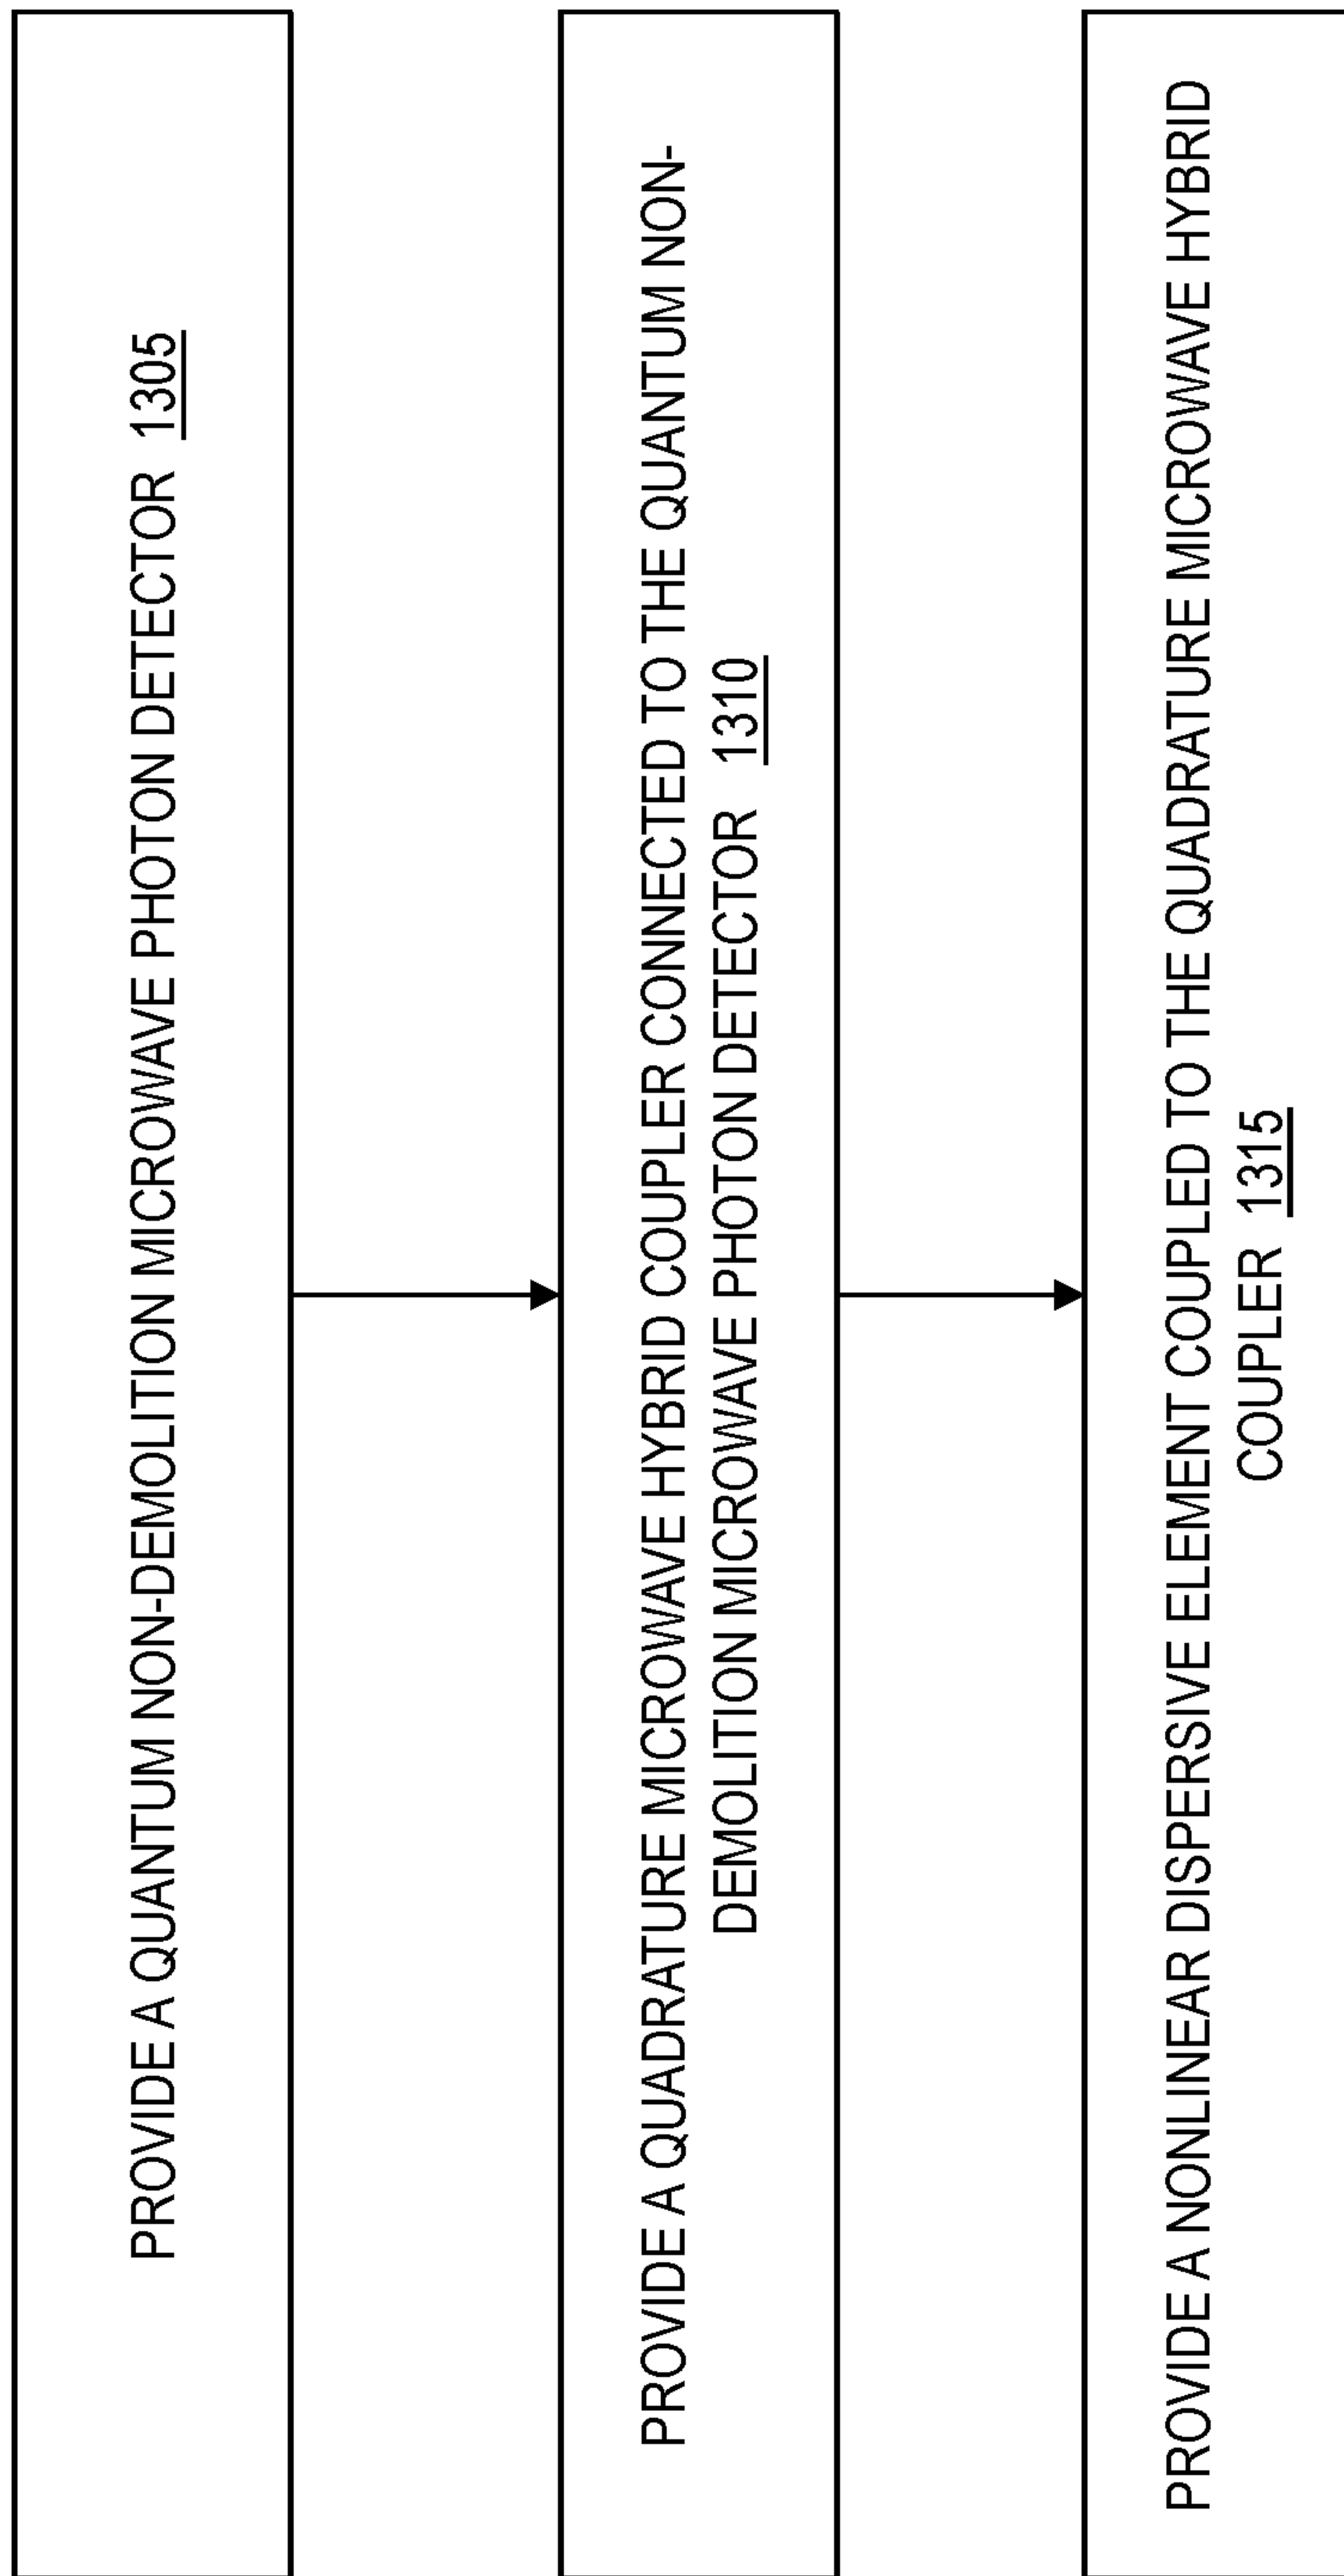 PROVIDE A QUANTUM NON-DEMOLITION MICROWAVE PHOTON DETECTOR 1305
PROVIDE A QUADRATURE MICROWAVE HYBRID COUPLER CONNECTED TO THE QUANTUM NON-
DEMOLITION MICROWAVE PHOTON DETECTOR 1310
PROVIDE A NONLINEAR DISPERSIVE ELEMENT COUPLED TO THE QUADRATURE MICROWAVE HYBRID
COUPLER 1315